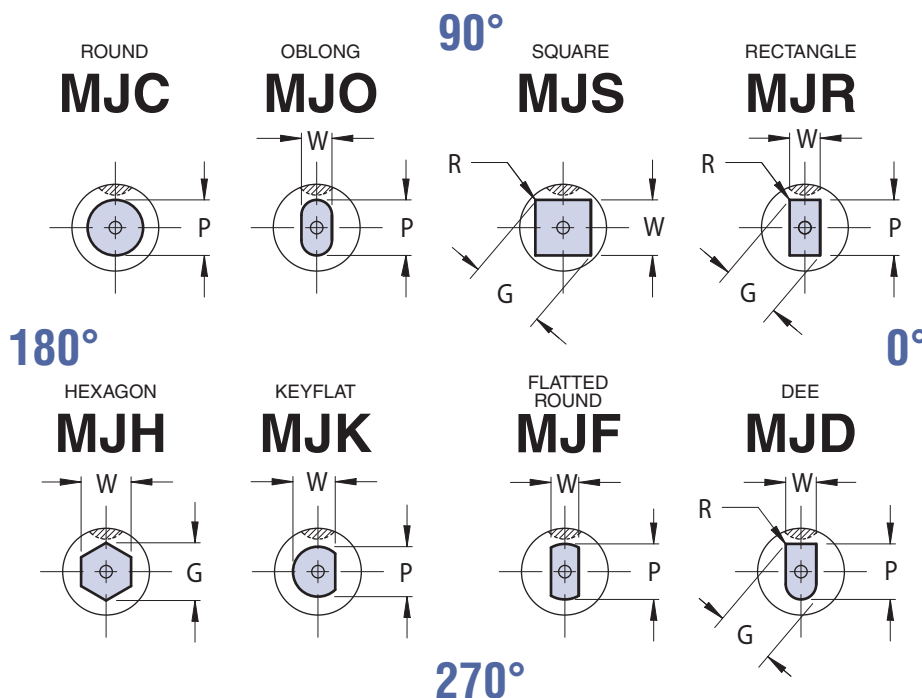 90°
ROUND
MJC
P
OBLONG
MJO
W
P
SQUARE
MJS
R
W
G
RECTANGLE
MJR
W
R
P
G
180°
0°
HEXAGON
MJH
W
G
KEYFLAT
MJK
W
P
FLATTED
ROUND
MJF
W
P
DEE
MJD
W
R
P
G
270°